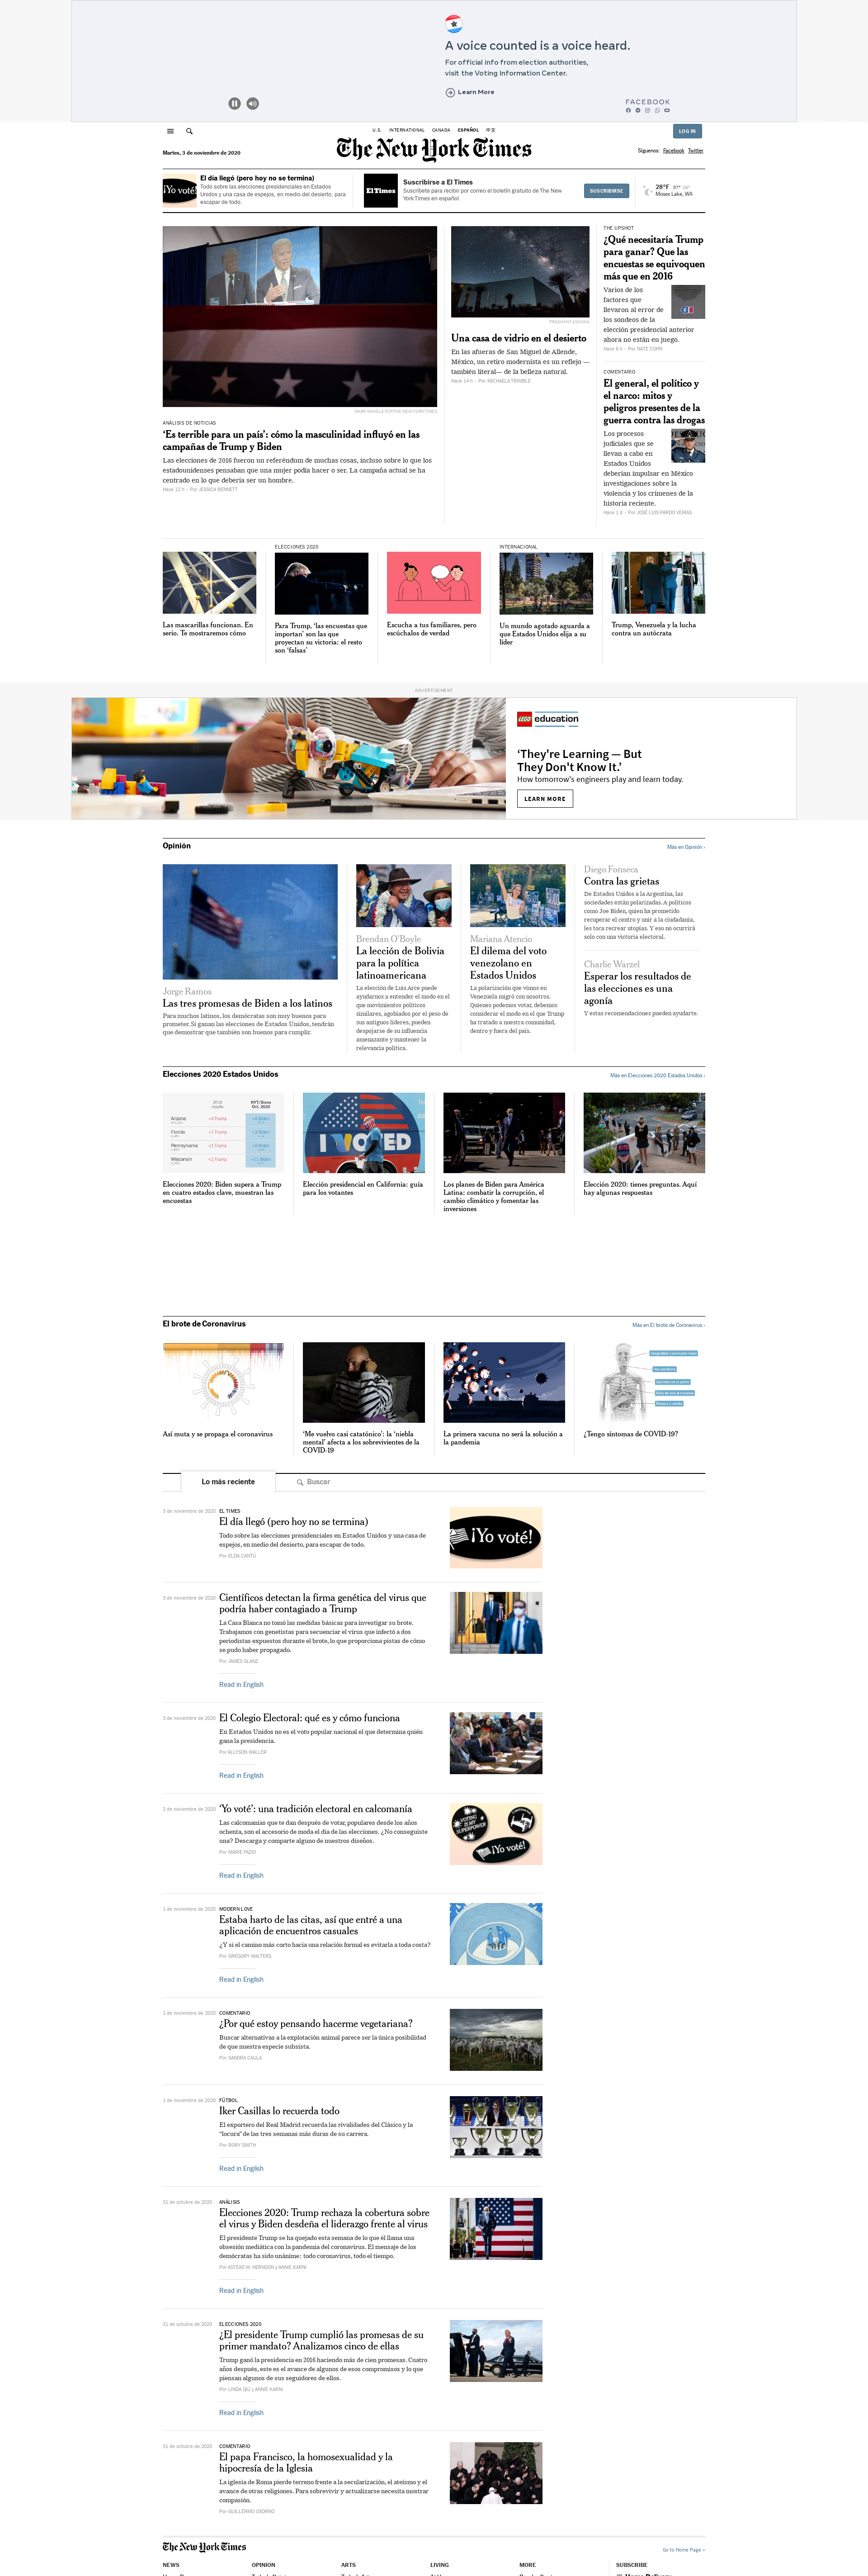 A voice counted is a voice heard.
For official info from election authorities,
visit the Voting Information Center.
Learn More
FACEBOOK
U.S. INTERNATIONAL CANADA ESPAÑOL 中文
LOG IN
The New York Times
Martes, 3 de noviembre de 2020
Síguenos: Facebook Twitter
¡Yo voté!
El día llegó (pero hoy no se termina)
Todo sobre las elecciones presidenciales en Estados
Unidos y una casa de espejos, en medio del desierto, para
escapar de todo.
El Times
Suscribirse a El Times
Suscríbete para recibir por correo el boletín gratuito de The New
York Times en español.
SUSCRIBIRSE
28°F
Moses Lake, WA
MARK MAKELA FOR THE NEW YORK TIMES
ANÁLISIS DE NOTICIAS
‘Es terrible para un país’: cómo la masculinidad influyó en las
campañas de Trump y Biden
Las elecciones de 2016 fueron un referéndum de muchas cosas, incluso sobre lo que los
estadounidenses pensaban que una mujer podía hacer o ser. La campaña actual se ha
centrado en lo que debería ser un hombre.
Hace 12 h – Por JESSICA BENNETT
PRASHANT ASHOKA
Una casa de vidrio en el desierto
En las afueras de San Miguel de Allende,
México, un retiro modernista es un reflejo —
también literal— de la belleza natural.
Hace 14 h – Por MICHAELA TRIMBLE
THE UPSHOT
¿Qué necesitaría Trump
para ganar? Que las
encuestas se equivoquen
más que en 2016
Varios de los
factores que
llevaron al error de
los sondeos de la
elección presidencial anterior
ahora no están en juego.
Hace 8 h – Por NATE COHN
COMENTARIO
El general, el político y
el narco: mitos y
peligros presentes de la
guerra contra las drogas
Los procesos
judiciales que se
llevan a cabo en
Estados Unidos
deberían impulsar en México
investigaciones sobre la
violencia y los crímenes de la
historia reciente.
Hace 1 d – Por JOSÉ LUIS PARDO VEIRAS
Las mascarillas funcionan. En
serio. Te mostraremos cómo
ELECCIONES 2020
Para Trump, ‘las encuestas que
importan’ son las que
proyectan su victoria: el resto
son ‘falsas’
Escucha a tus familiares, pero
escúchalos de verdad
INTERNACIONAL
Un mundo agotado aguarda a
que Estados Unidos elija a su
líder
Trump, Venezuela y la lucha
contra un autócrata
ADVERTISEMENT
LEGO education
‘They're Learning — But
They Don't Know It.’
How tomorrow's engineers play and learn today.
LEARN MORE
Opinión
Más en Opinión ›
Jorge Ramos
Las tres promesas de Biden a los latinos
Para muchos latinos, los demócratas son muy buenos para
prometer. Si ganan las elecciones de Estados Unidos, tendrán
que demostrar que también son buenos para cumplir.
Brendan O'Boyle
La lección de Bolivia
para la política
latinoamericana
La elección de Luis Arce puede
ayudarnos a entender el modo en el
que movimientos políticos
similares, agobiados por el peso de
sus antiguos líderes, pueden
despojarse de su influencia
amenazante y mantener la
relevancia política.
Mariana Atencio
El dilema del voto
venezolano en
Estados Unidos
La polarización que vimos en
Venezuela migró con nosotros.
Quienes podemos votar, debemos
considerar el modo en el que Trump
ha tratado a nuestra comunidad,
dentro y fuera del país.
Diego Fonseca
Contra las grietas
De Estados Unidos a la Argentina, las
sociedades están polarizadas. A políticos
como Joe Biden, quien ha prometido
recuperar el centro y unir a la ciudadanía,
les toca recrear utopías. Y eso no ocurrirá
solo con una victoria electoral.
Charlie Warzel
Esperar los resultados de
las elecciones es una
agonía
Y estas recomendaciones pueden ayudarte.
Elecciones 2020 Estados Unidos
Más en Elecciones 2020 Estados Unidos ›
Arizona
Florida
Pennsylvania
Wisconsin
Elecciones 2020: Biden supera a Trump
en cuatro estados clave, muestran las
encuestas
I VOTED
Elección presidencial en California: guía
para los votantes
Los planes de Biden para América
Latina: combatir la corrupción, el
cambio climático y fomentar las
inversiones
Elección 2020: tienes preguntas. Aquí
hay algunas respuestas
El brote de Coronavirus
Más en El brote de Coronavirus ›
Así muta y se propaga el coronavirus
‘Me vuelvo casi catatónico’: la ‘niebla
mental’ afecta a los sobrevivientes de la
COVID-19
La primera vacuna no será la solución a
la pandemia
¿Tengo síntomas de COVID-19?
Lo más reciente
Buscar
3 de noviembre de 2020
EL TIMES
El día llegó (pero hoy no se termina)
Todo sobre las elecciones presidenciales en Estados Unidos y una casa de
espejos, en medio del desierto, para escapar de todo.
Por ELDA CANTÚ
¡Yo voté!
3 de noviembre de 2020
Científicos detectan la firma genética del virus que
podría haber contagiado a Trump
La Casa Blanca no tomó las medidas básicas para investigar su brote.
Trabajamos con genetistas para secuenciar el virus que infectó a dos
periodistas expuestos durante el brote, lo que proporciona pistas de cómo
se pudo haber propagado.
Por JAMES GLANZ
Read in English
3 de noviembre de 2020
El Colegio Electoral: qué es y cómo funciona
En Estados Unidos no es el voto popular nacional el que determina quién
gana la presidencia.
Por ALLYSON WALLER
Read in English
2 de noviembre de 2020
‘Yo voté’: una tradición electoral en calcomanía
Las calcomanías que te dan después de votar, populares desde los años
ochenta, son el accesorio de moda el día de las elecciones. ¿No conseguiste
una? Descarga y comparte alguno de nuestros diseños.
Por MARIE FAZIO
Read in English
VOTING IS MY SUPERPOWER
¡Yo voté!
1 de noviembre de 2020
MODERN LOVE
Estaba harto de las citas, así que entré a una
aplicación de encuentros casuales
¿Y si el camino más corto hacia una relación formal es evitarla a toda costa?
Por GREGORY WALTERS
Read in English
1 de noviembre de 2020
COMENTARIO
¿Por qué estoy pensando hacerme vegetariana?
Buscar alternativas a la explotación animal parece ser la única posibilidad
de que nuestra especie subsista.
Por SANDRA CAULA
1 de noviembre de 2020
FÚTBOL
Iker Casillas lo recuerda todo
El exportero del Real Madrid recuerda las rivalidades del Clásico y la
“locura” de las tres semanas más duras de su carrera.
Por RORY SMITH
Read in English
31 de octubre de 2020
ANÁLISIS
Elecciones 2020: Trump rechaza la cobertura sobre
el virus y Biden desdeña el liderazgo frente al virus
El presidente Trump se ha quejado esta semana de lo que él llama una
obsesión mediática con la pandemia del coronavirus. El mensaje de los
demócratas ha sido unánime: todo coronavirus, todo el tiempo.
Por ASTEAD W. HERNDON y ANNIE KARNI
Read in English
31 de octubre de 2020
ELECCIONES 2020
¿El presidente Trump cumplió las promesas de su
primer mandato? Analizamos cinco de ellas
Trump ganó la presidencia en 2016 haciendo más de cien promesas. Cuatro
años después, este es el avance de algunos de esos compromisos y lo que
piensan algunos de sus seguidores de ellos.
Por LINDA QIU y ANNIE KARNI
Read in English
31 de octubre de 2020
COMENTARIO
El papa Francisco, la homosexualidad y la
hipocresía de la Iglesia
La iglesia de Roma pierde terreno frente a la secularización, el ateísmo y el
avance de otras religiones. Para sobrevivir y actualizarse necesita mostrar
compasión.
Por GUILLERMO OSORNO
The New York Times
Go to Home Page »
NEWS OPINION ARTS LIVING MORE SUBSCRIBE